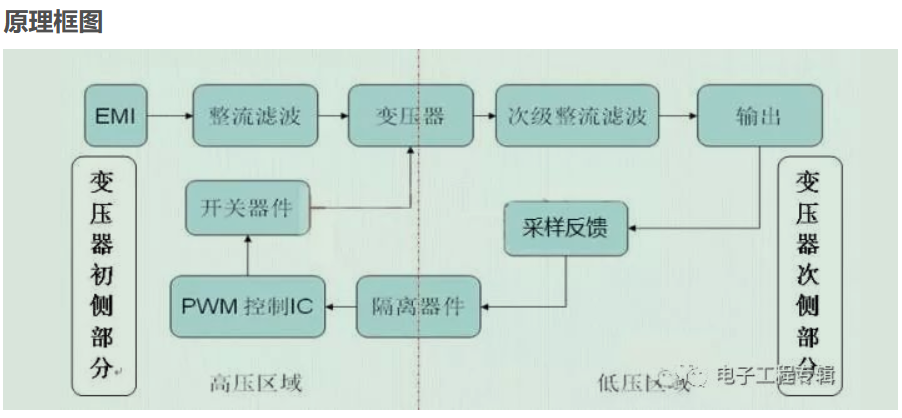 原理框图
EMI
整流滤波
变压器
次级整流滤波
输出
变压器初侧部分
开关器件
采样反馈
变压器次侧部分
PWM 控制IC
隔离器件
高压区域
低压区域
电子工程专辑